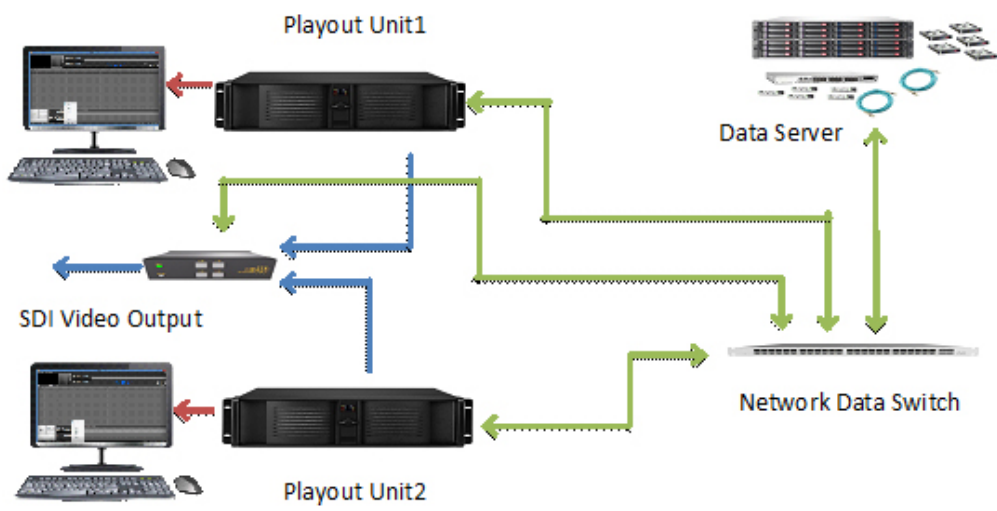 Playout Unit1
Data Server
SDI Video Output
Network Data Switch
Playout Unit2